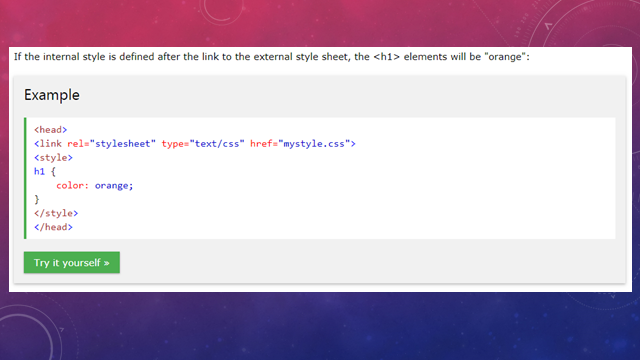 If the internal style is defined after the link to the external style sheet, the <h1> elements will be "orange":
Example
<head>
<link rel="stylesheet" type="text/css" href="mystyle.css">
<style>
h1 {
    color: orange;
}
</style>
</head>
Try it yourself »